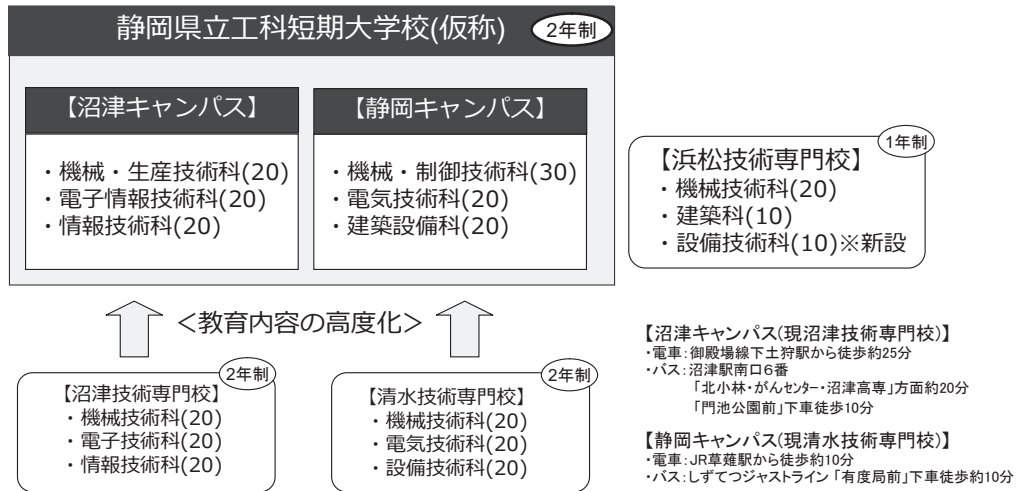 静岡県立工科短期大学校(仮称)
2年制
【沼津キャンパス】
・機械・生産技術科(20)
・電子情報技術科(20)
・情報技術科(20)
【静岡キャンパス】
・機械・制御技術科(30)
・電気技術科(20)
・建築設備科(20)
1年制
【浜松技術専門校】
・機械技術科(20)
・建築科(10)
・設備技術科(10)※新設
＜教育内容の高度化＞
2年制
【沼津技術専門校】
・機械技術科(20)
・電子技術科(20)
・情報技術科(20)
2年制
【清水技術専門校】
・機械技術科(20)
・電気技術科(20)
・設備技術科(20)
【沼津キャンパス(現沼津技術専門校)】
・電車：御殿場線下土狩駅から徒歩約25分
・バス：沼津駅南口６番
「北小林・がんセンター・沼津高専」方面約20分
「門池公園前」下車徒歩10分
【静岡キャンパス(現清水技術専門校)】
・電車：JR草薙駅から徒歩約10分
・バス：しずてつジャストライン「有度局前」下車徒歩約10分